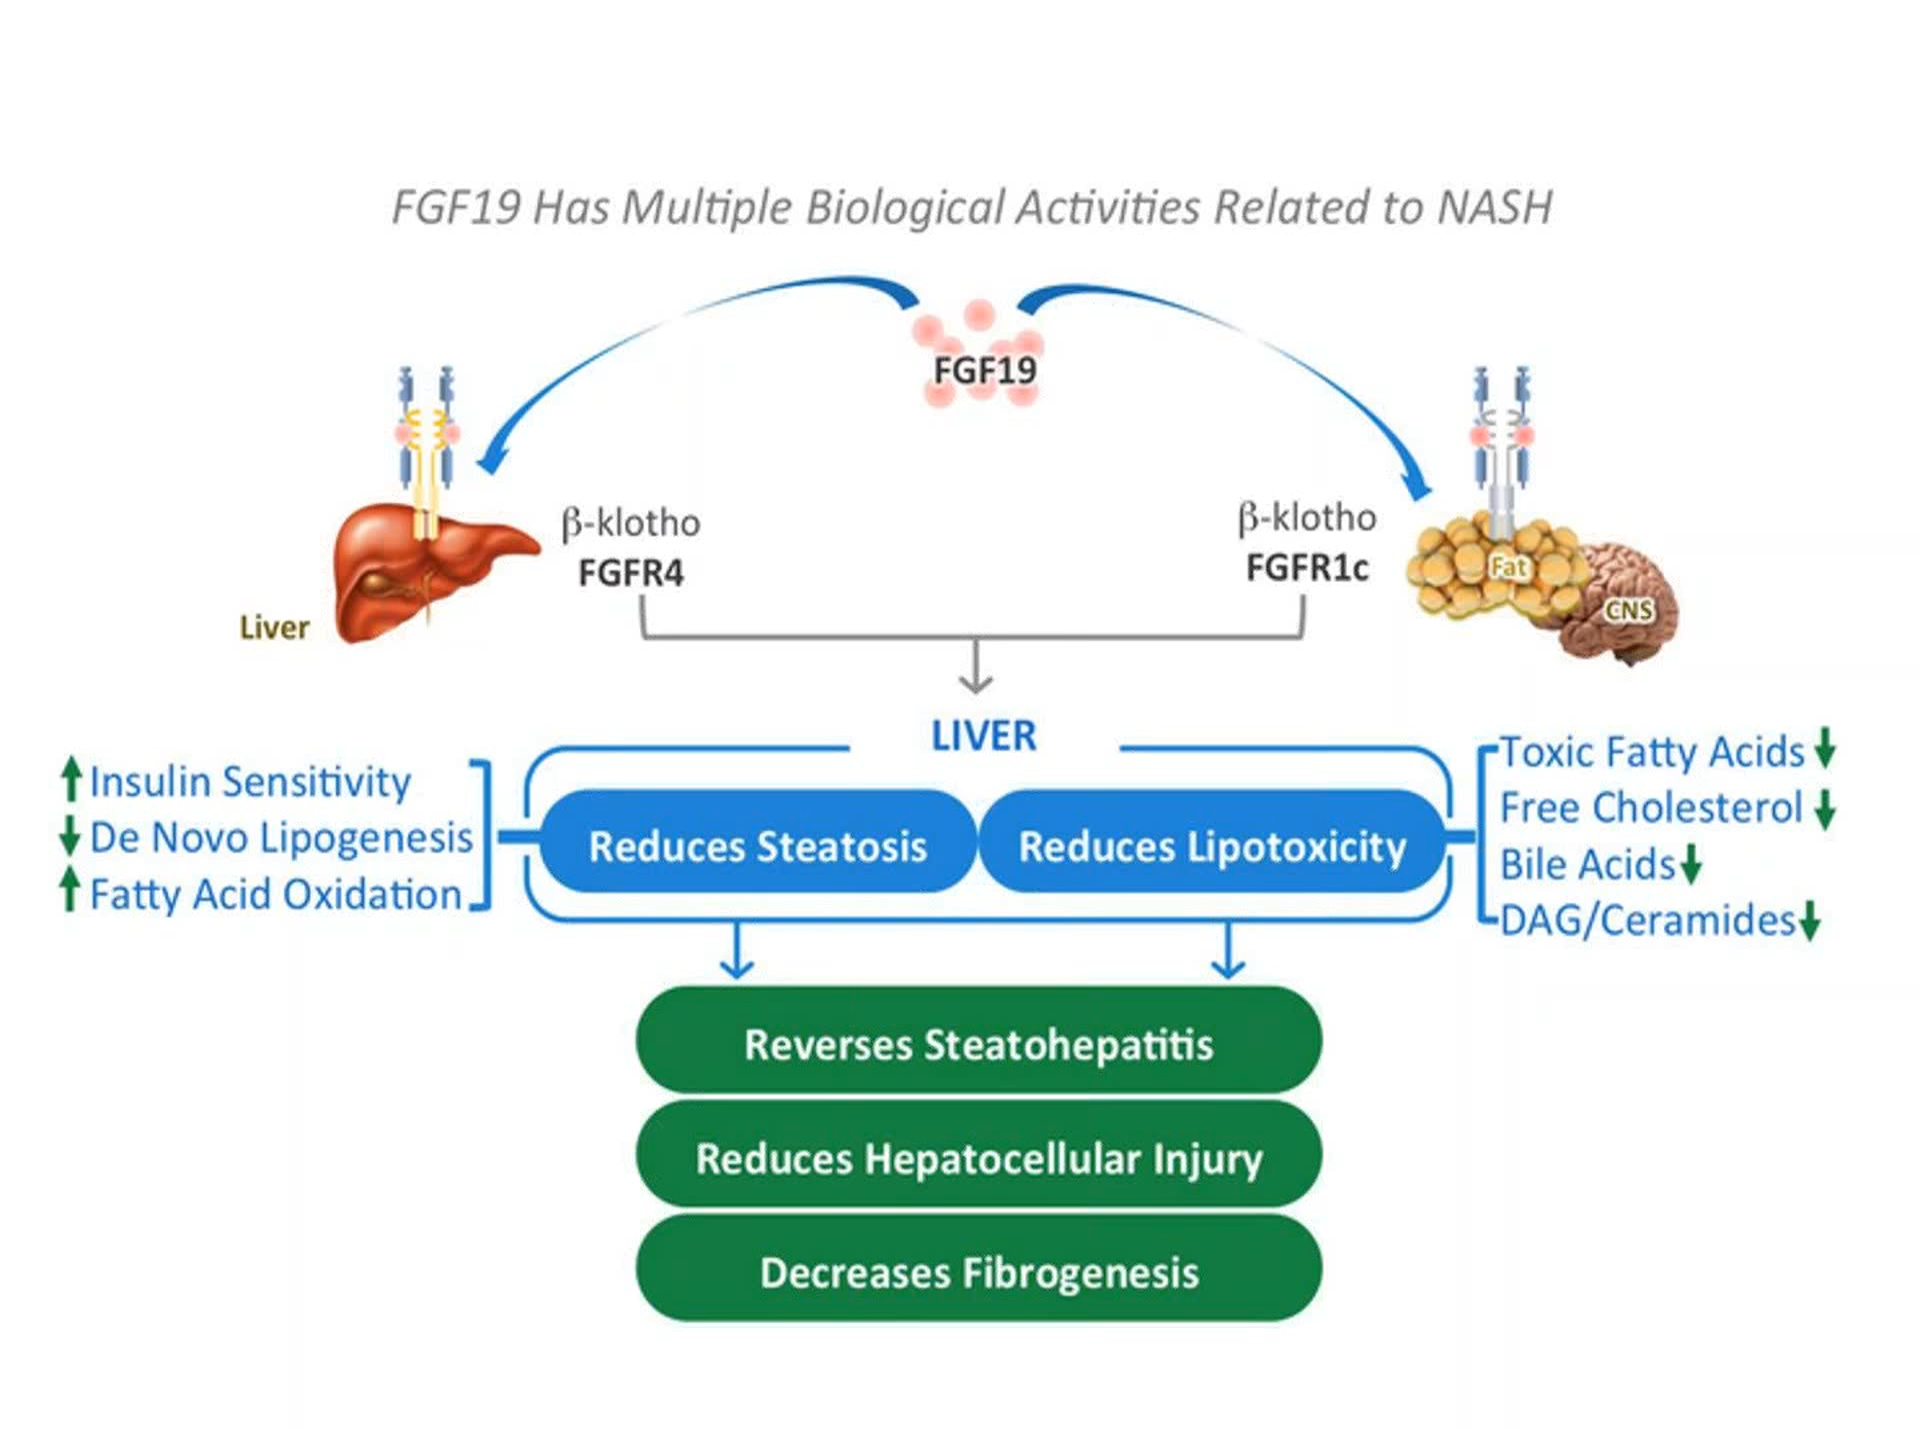 FGF19 Has Multiple Biological Activities Related to NASH
FGF19
β-klotho
FGFR4
Liver
β-klotho
FGFR1c
Fat
CNS
LIVER
Insulin Sensitivity
De Novo Lipogenesis
Fatty Acid Oxidation
Reduces Steatosis
Reduces Lipotoxicity
Toxic Fatty Acids
Free Cholesterol
Bile Acids
DAG/Ceramides
Reverses Steatohepatitis
Reduces Hepatocellular Injury
Decreases Fibrogenesis